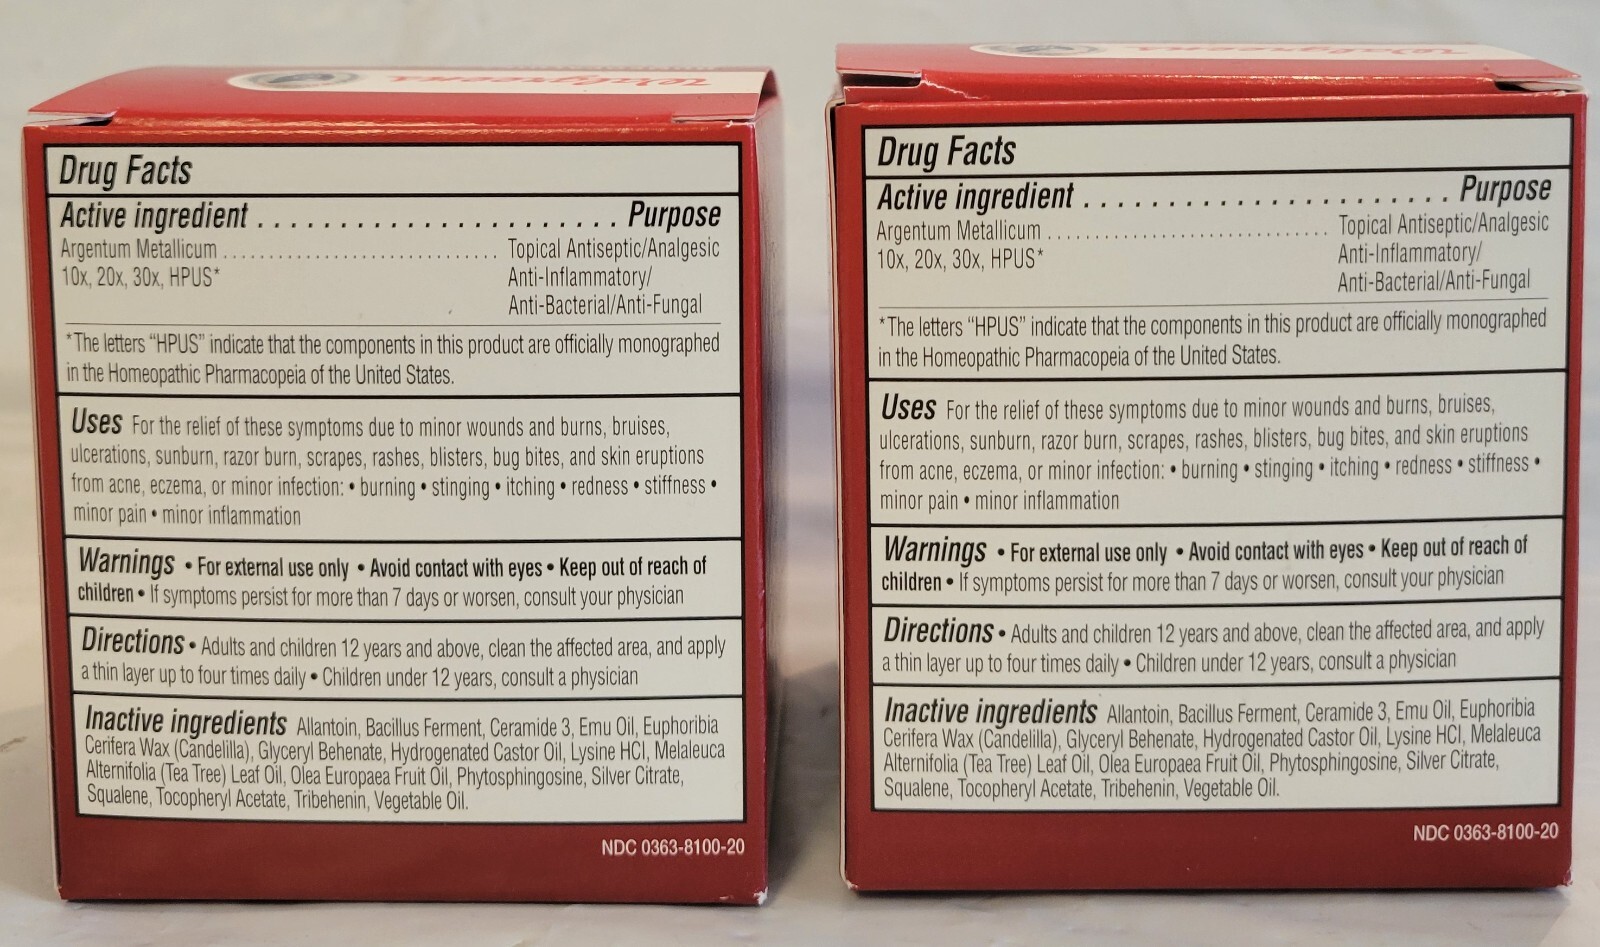 Walgreens
Drug Facts
Active ingredient . . . . . . . . . . . . . . . . . . . . . . . Purpose
Argentum Metallicum .............................. Topical Antiseptic/Analgesic
10x, 20x, 30x, HPUS* Anti-Inflammatory/
Anti-Bacterial/Anti-Fungal
*The letters “HPUS” indicate that the components in this product are officially monographed
in the Homeopathic Pharmacopeia of the United States.
Uses For the relief of these symptoms due to minor wounds and burns, bruises,
ulcerations, sunburn, razor burn, scrapes, rashes, blisters, bug bites, and skin eruptions
from acne, eczema, or minor infection: • burning • stinging • itching • redness • stiffness •
minor pain • minor inflammation
Warnings • For external use only • Avoid contact with eyes • Keep out of reach of
children • If symptoms persist for more than 7 days or worsen, consult your physician
Directions • Adults and children 12 years and above, clean the affected area, and apply
a thin layer up to four times daily • Children under 12 years, consult a physician
Inactive ingredients Allantoin, Bacillus Ferment, Ceramide 3, Emu Oil, Euphoribia
Cerifera Wax (Candelilla), Glyceryl Behenate, Hydrogenated Castor Oil, Lysine HCl, Melaleuca
Alternifolia (Tea Tree) Leaf Oil, Olea Europaea Fruit Oil, Phytosphingosine, Silver Citrate,
Squalene, Tocopheryl Acetate, Tribehenin, Vegetable Oil.
NDC 0363-8100-20
Walgreens
Drug Facts
Active ingredient . . . . . . . . . . . . . . . . . . . . . . . Purpose
Argentum Metallicum .............................. Topical Antiseptic/Analgesic
10x, 20x, 30x, HPUS* Anti-Inflammatory/
Anti-Bacterial/Anti-Fungal
*The letters “HPUS” indicate that the components in this product are officially monographed
in the Homeopathic Pharmacopeia of the United States.
Uses For the relief of these symptoms due to minor wounds and burns, bruises,
ulcerations, sunburn, razor burn, scrapes, rashes, blisters, bug bites, and skin eruptions
from acne, eczema, or minor infection: • burning • stinging • itching • redness • stiffness •
minor pain • minor inflammation
Warnings • For external use only • Avoid contact with eyes • Keep out of reach of
children • If symptoms persist for more than 7 days or worsen, consult your physician
Directions • Adults and children 12 years and above, clean the affected area, and apply
a thin layer up to four times daily • Children under 12 years, consult a physician
Inactive ingredients Allantoin, Bacillus Ferment, Ceramide 3, Emu Oil, Euphoribia
Cerifera Wax (Candelilla), Glyceryl Behenate, Hydrogenated Castor Oil, Lysine HCl, Melaleuca
Alternifolia (Tea Tree) Leaf Oil, Olea Europaea Fruit Oil, Phytosphingosine, Silver Citrate,
Squalene, Tocopheryl Acetate, Tribehenin, Vegetable Oil.
NDC 0363-8100-20